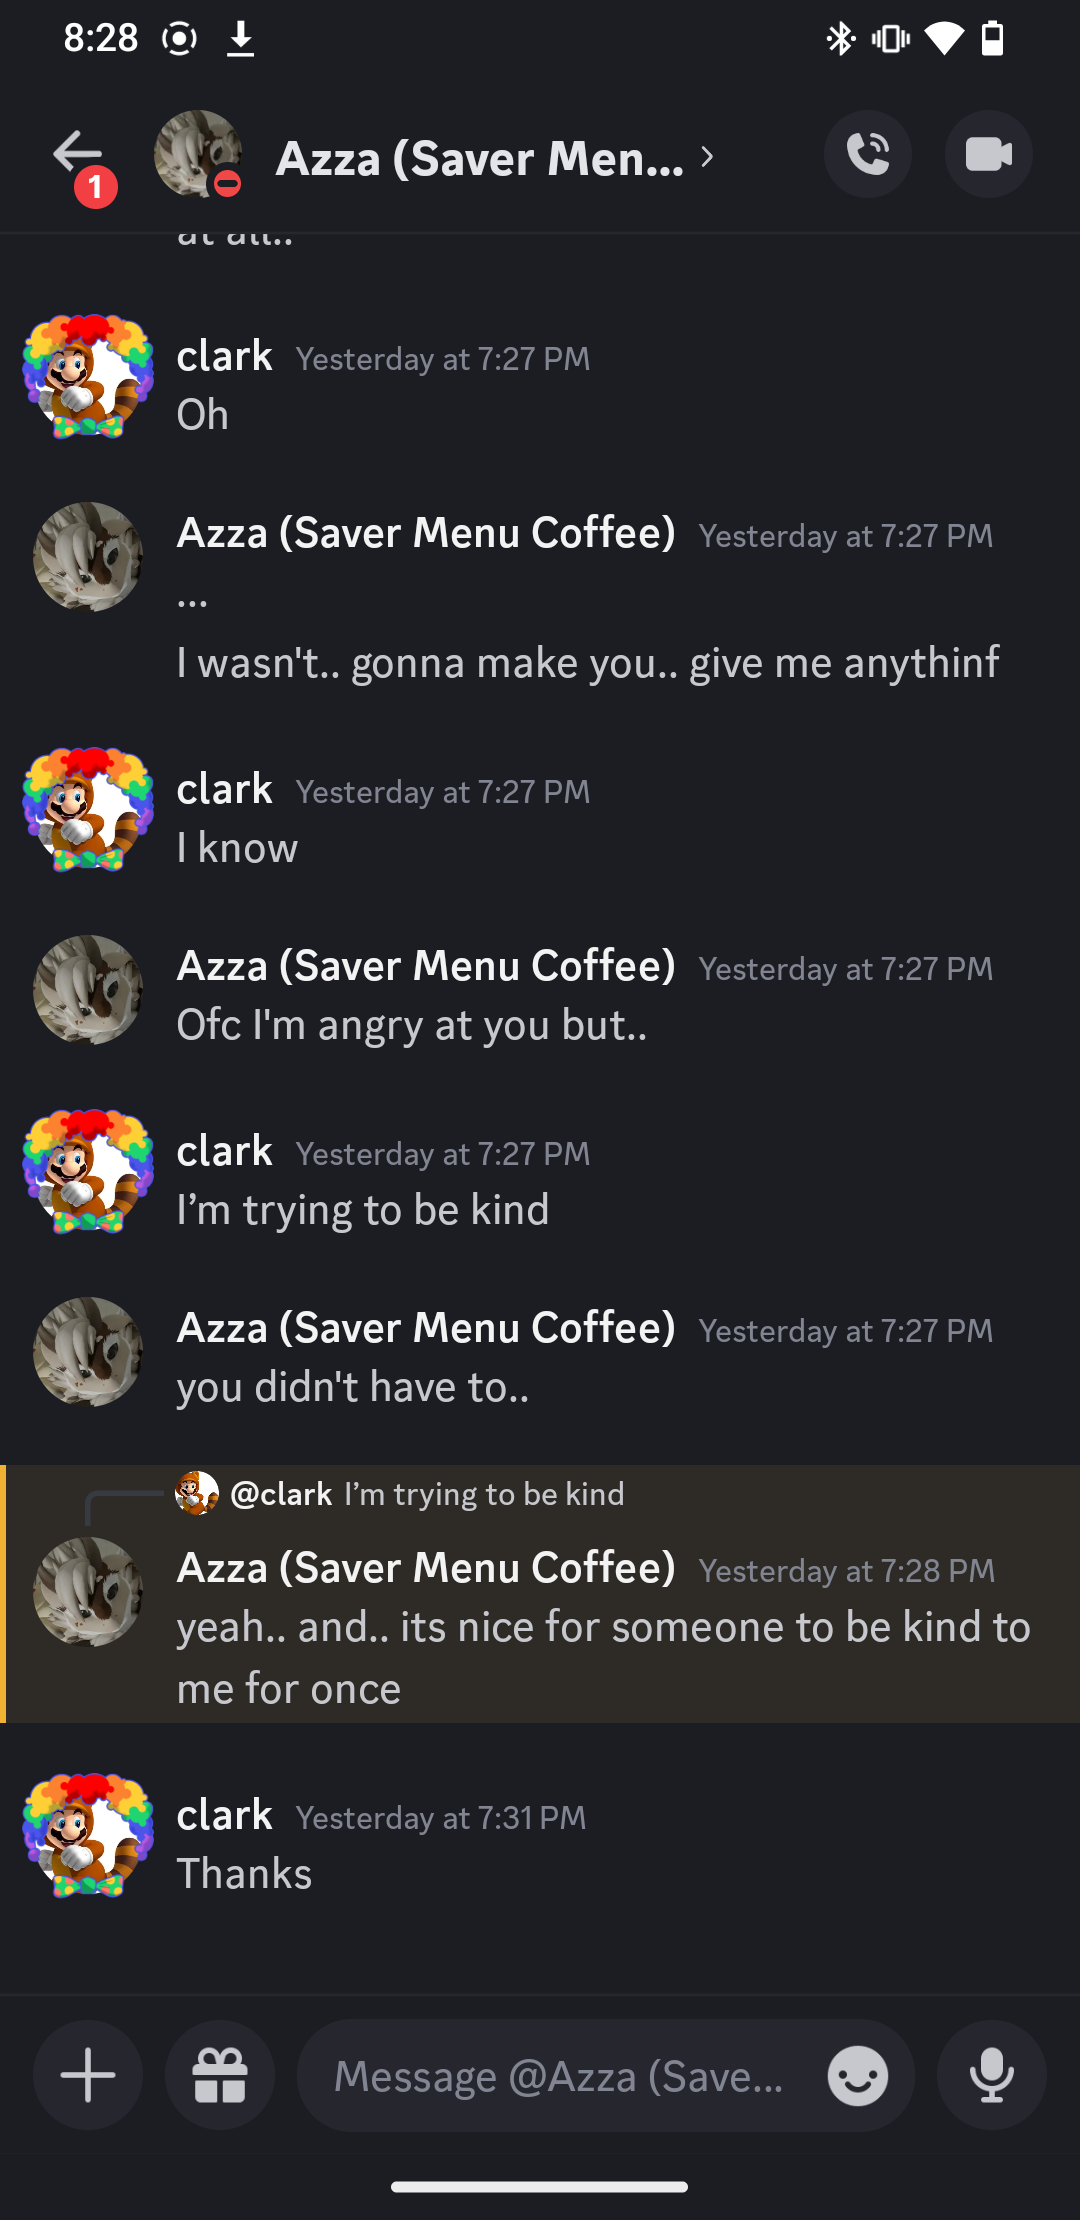 8:28
1
Azza (Saver Men...
at all..
clark Yesterday at 7:27 PM
Oh
Azza (Saver Menu Coffee) Yesterday at 7:27 PM
...
I wasn't.. gonna make you.. give me anythinf
clark Yesterday at 7:27 PM
I know
Azza (Saver Menu Coffee) Yesterday at 7:27 PM
Ofc I'm angry at you but..
clark Yesterday at 7:27 PM
I’m trying to be kind
Azza (Saver Menu Coffee) Yesterday at 7:27 PM
you didn't have to..
@clark I’m trying to be kind
Azza (Saver Menu Coffee) Yesterday at 7:28 PM
yeah.. and.. its nice for someone to be kind to
me for once
clark Yesterday at 7:31 PM
Thanks
Message @Azza (Save...